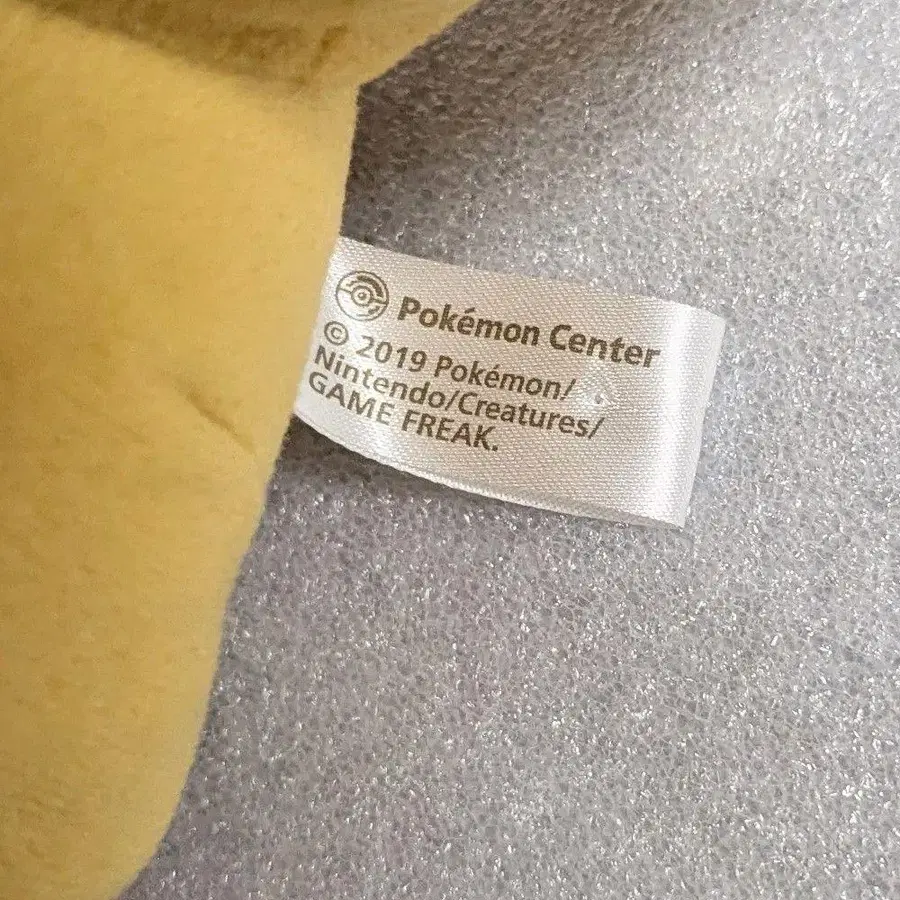 Pokémon Center
© 2019 Pokémon/
Nintendo/Creatures/
GAME FREAK.